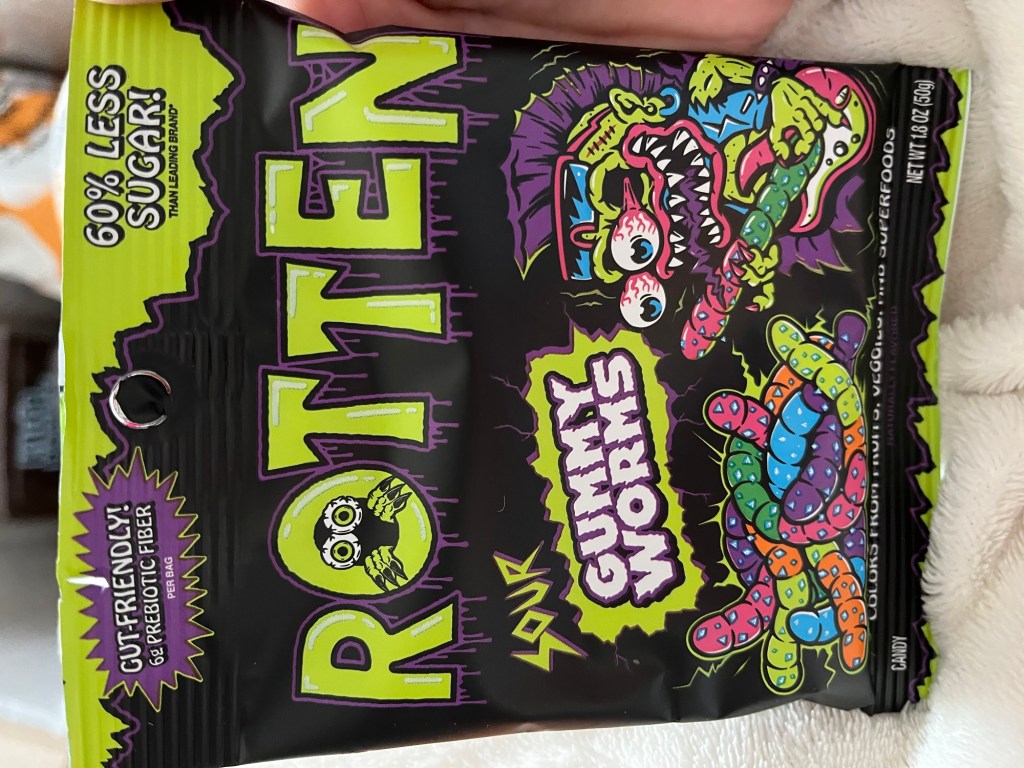 60% LESS
SUGAR!
THAN LEADING BRAND*
GUT-FRIENDLY!
6g PREBIOTIC FIBER
PER BAG
ROTTEN
SOUR
GUMMY
WORMS
COLORS FROM FRUITS, VEGGIES, AND SUPERFOODS
NATURALLY FLAVORED
CANDY
NET WT 1.8 OZ (50g)